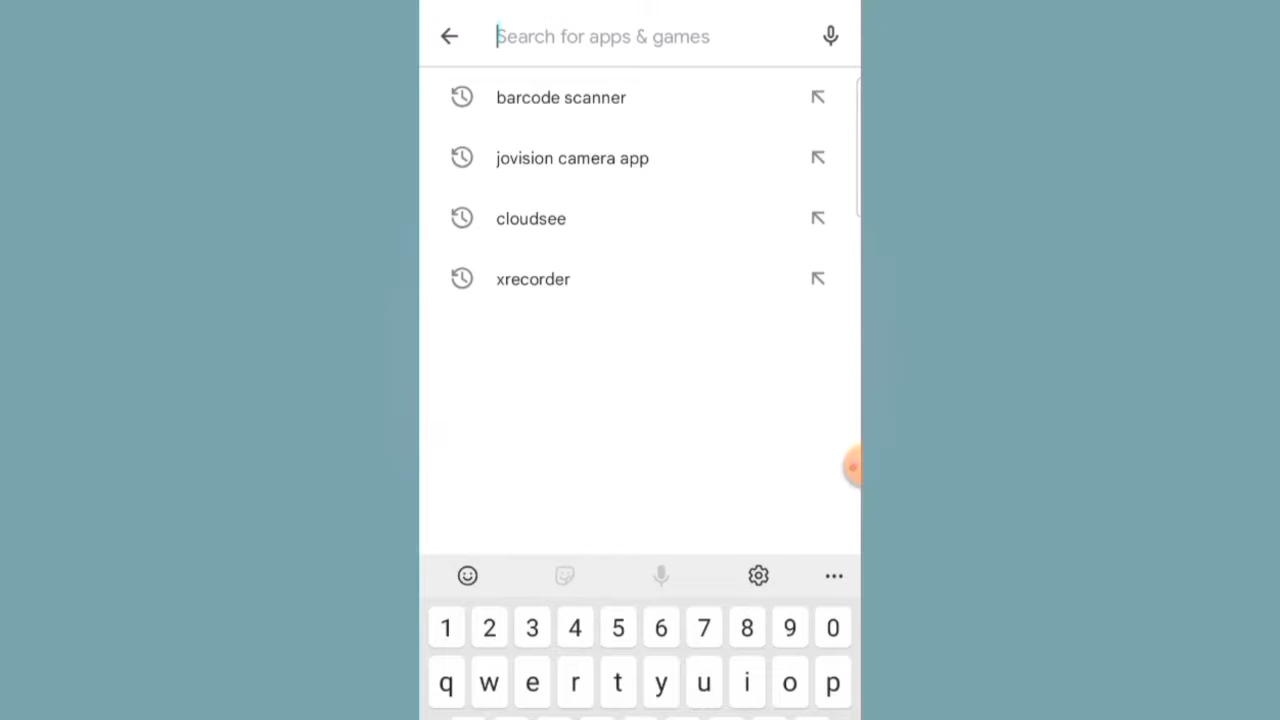 Search for apps & games
barcode scanner
jovision camera app
cloudsee
xrecorder
1 2 3 4 5 6 7 8 9 0
q w e r t y u i o p